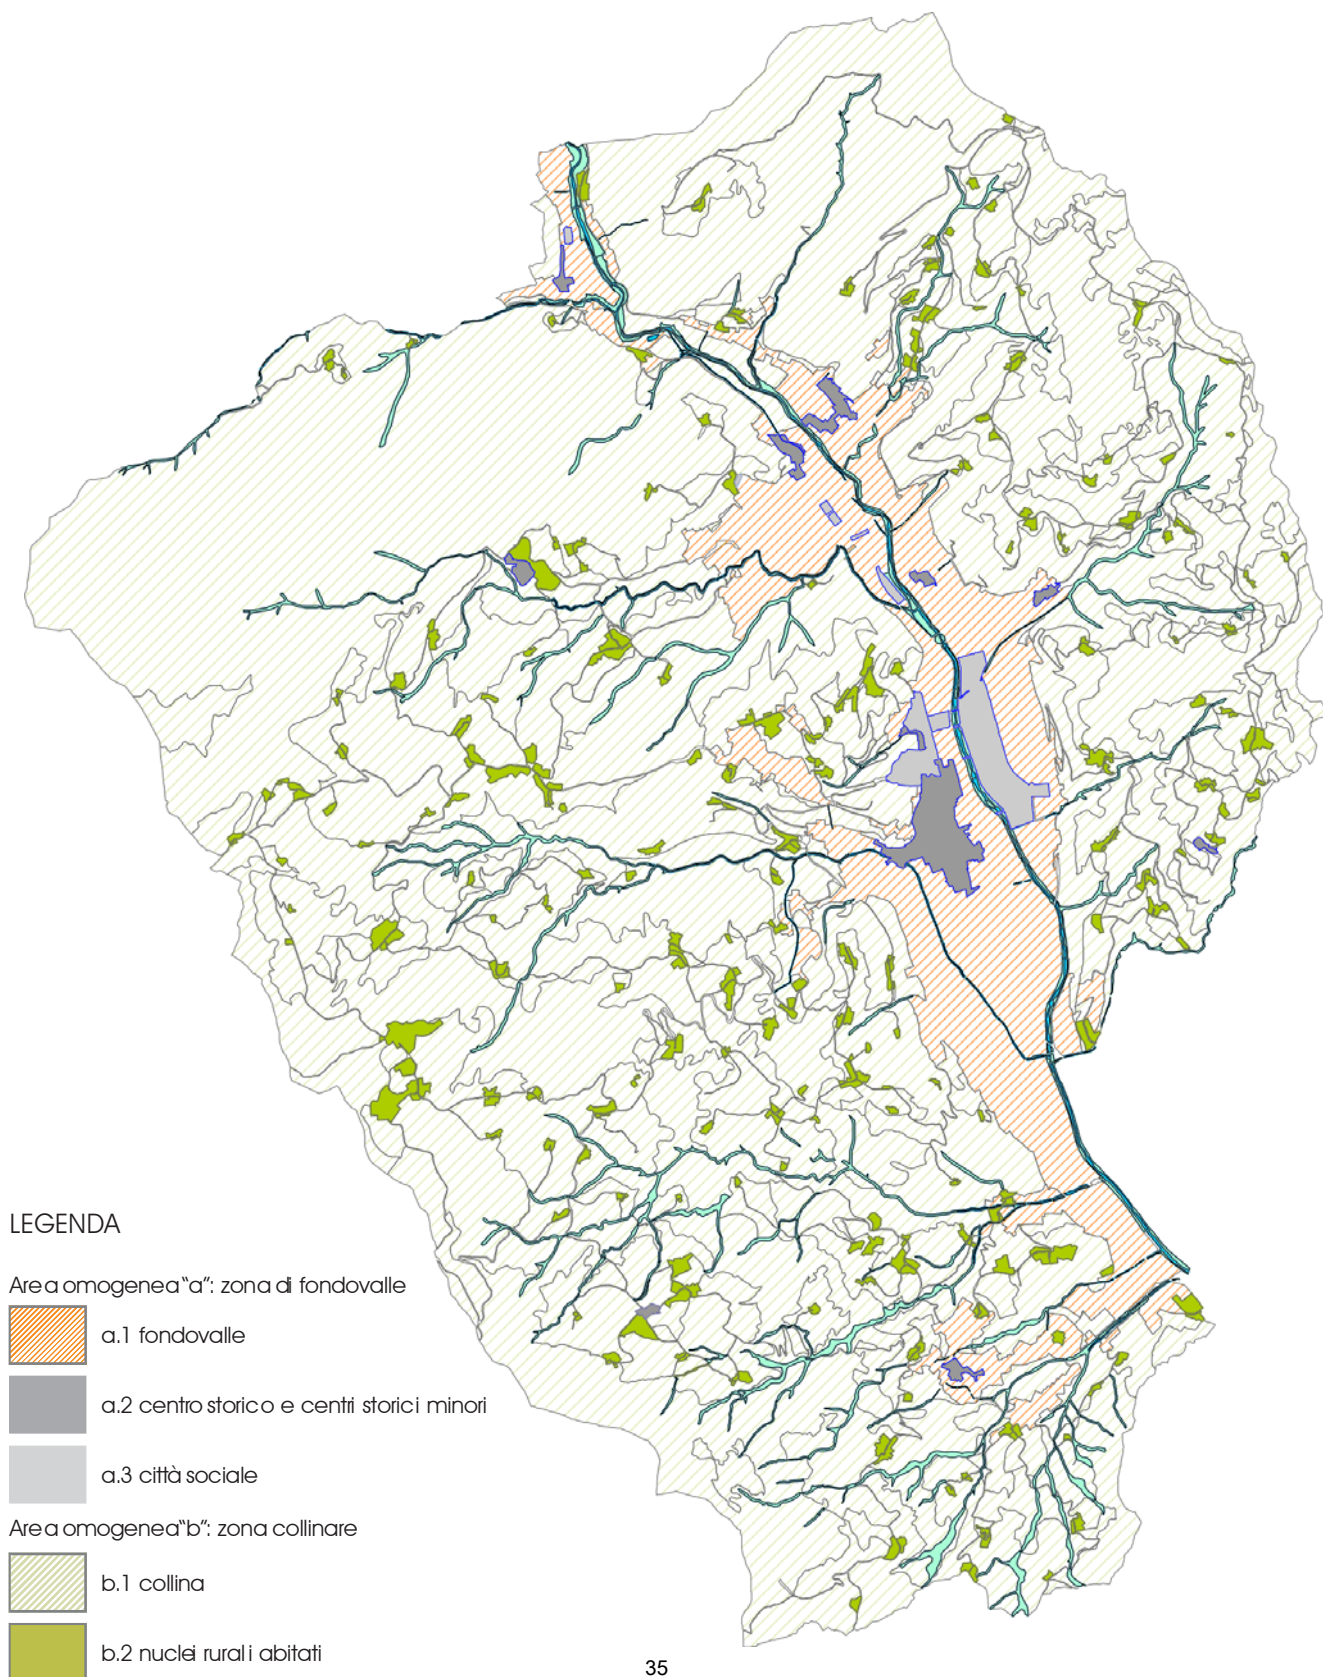 LEGENDA
Area omogenea "a": zona di fondovalle
a.1 fondovalle
a.2 centro storico e centri storici minori
a.3 città sociale
Area omogenea "b": zona collinare
b.1 collina
b.2 nuclei rurali abitati
35